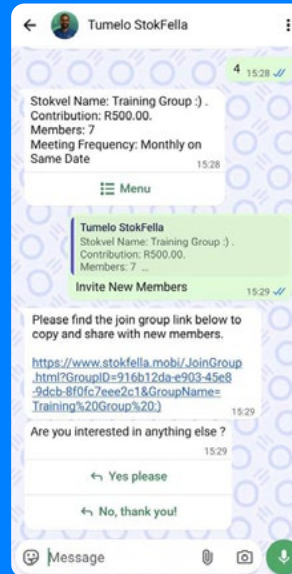 Tumelo StokFella
4 15:28
Stokvel Name: Training Group :) .
Contribution: R500.00.
Members: 7
Meeting Frequency: Monthly on
Same Date
15:28
Menu
Tumelo StokFella
Stokvel Name: Training Group :) .
Contribution: R500.00.
Members: 7 ...
Invite New Members
15:29
Please find the join group link below to
copy and share with new members.
https://www.stokfella.mobi/JoinGroup
.html?GroupID=916b12da-e903-45e8
-9dcb-8f0fc7eee2c1&GroupName=
Training%20Group%20:)
15:29
Are you interested in anything else ?
15:29
Yes please
No, thank you!
Message